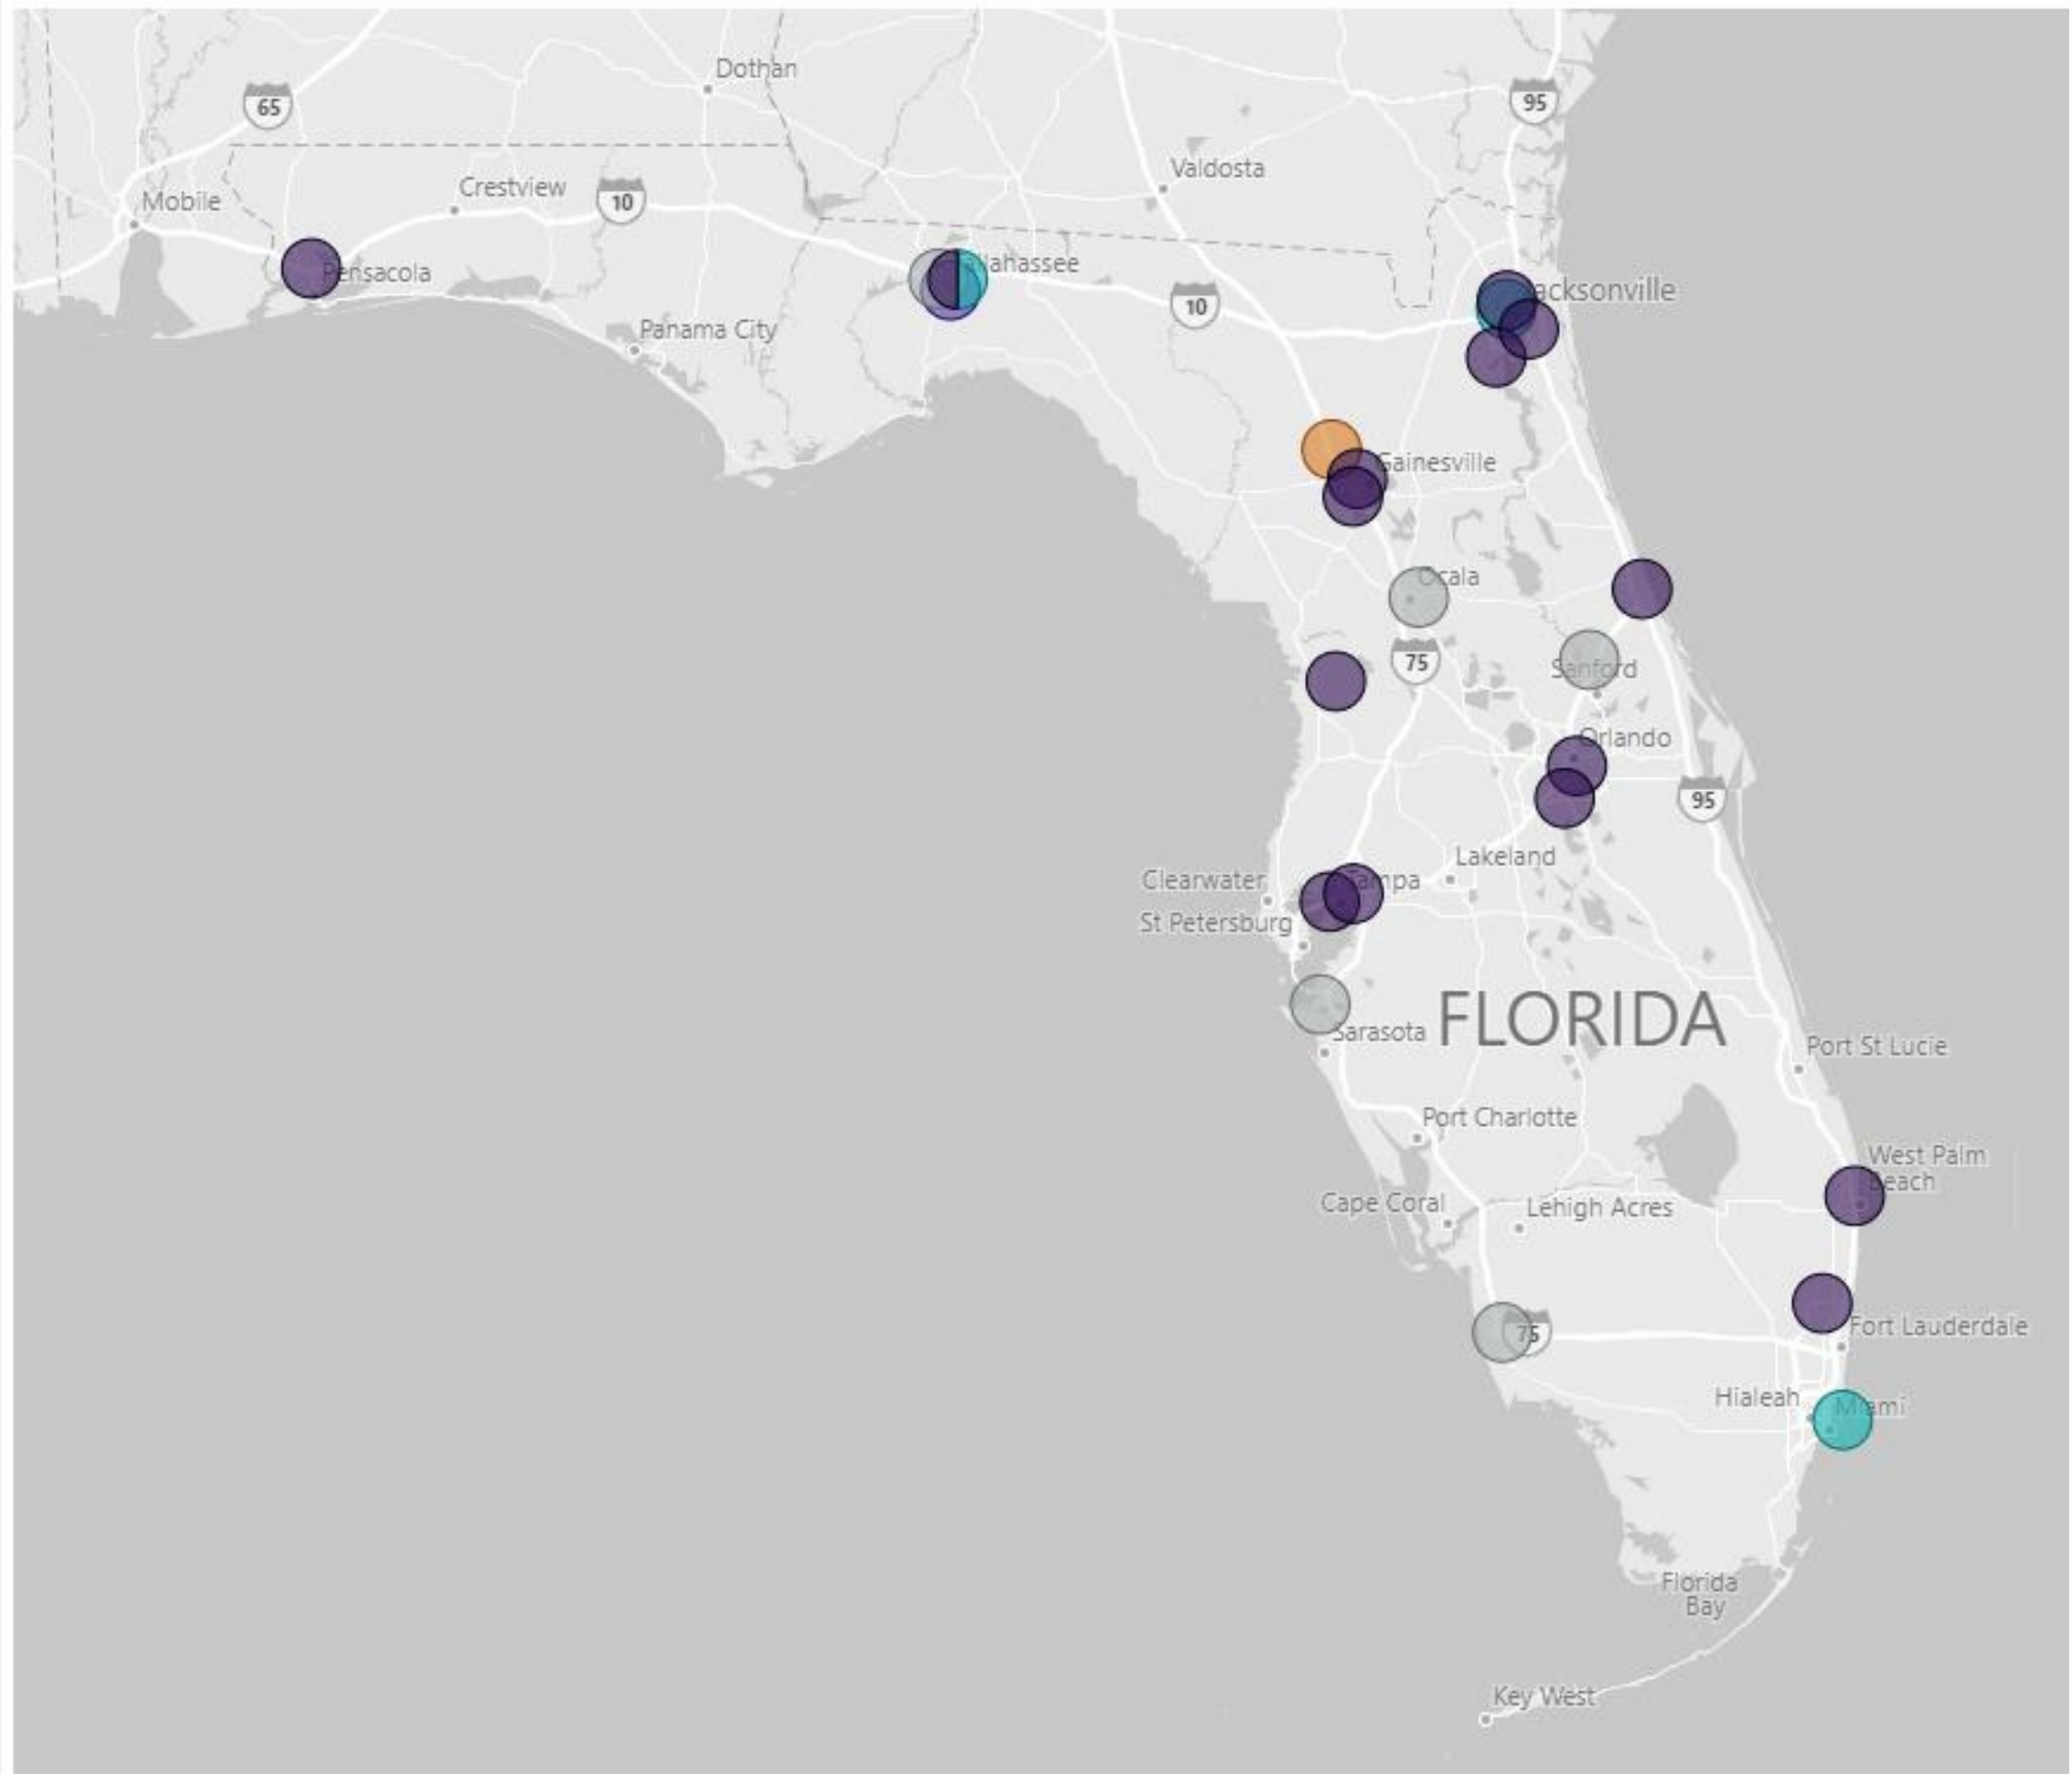 Dothan
65
95
Valdosta
Crestview
10
Mobile
Pensacola
allahassee
10
acksonville
Panama City
Gainesville
Ocala
75
Sanford
Orlando
95
Lakeland
Clearwater
Tampa
St Petersburg
FLORIDA
Sarasota
Port St Lucie
Port Charlotte
West Palm
Beach
Cape Coral
Lehigh Acres
75
Fort Lauderdale
Hialeah
Miami
Florida
Bay
Key West